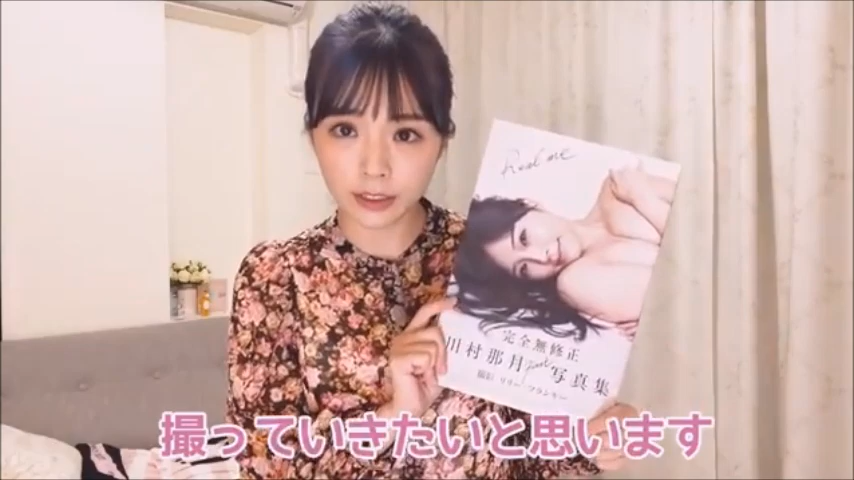 Real me
完全無修正
川村那月 first 写真集
撮影 リリー・フランキー
撮っていきたいと思います